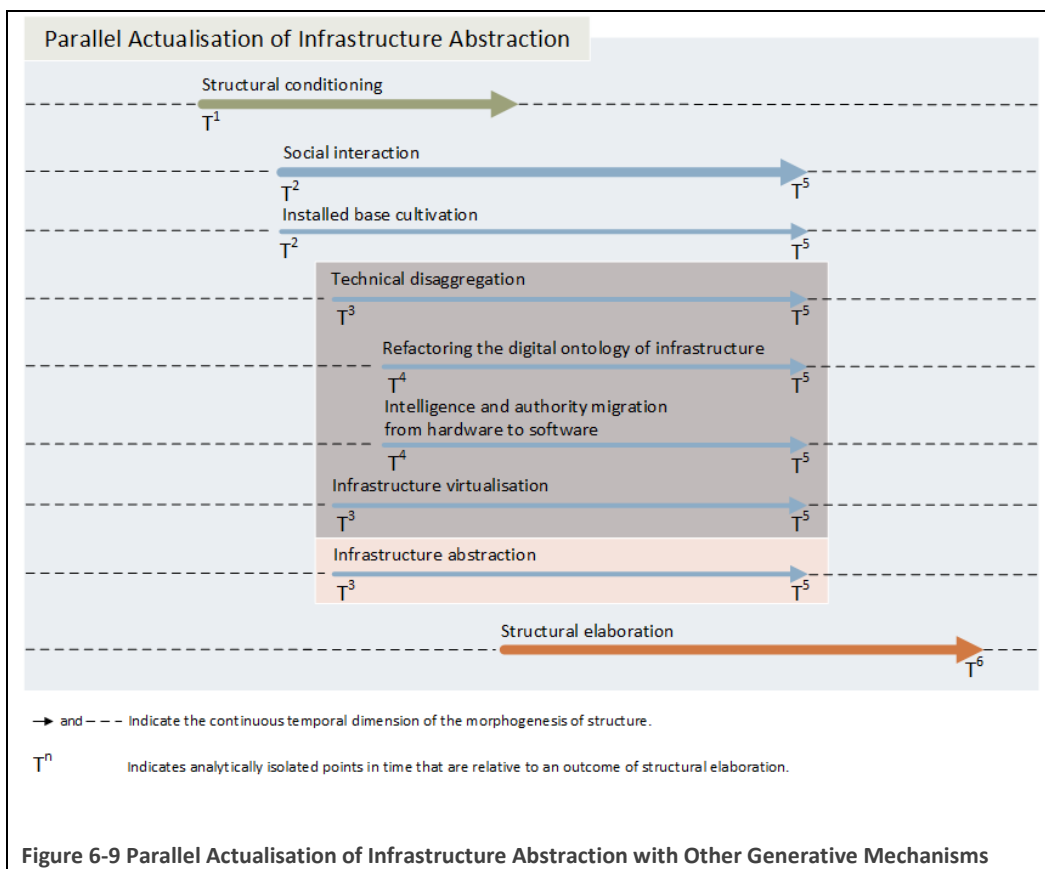 Parallel Actualisation of Infrastructure Abstraction
Structural conditioning
T¹
Social interaction
T² T⁵
Installed base cultivation
T² T⁵
Technical disaggregation
T³ T⁵
Refactoring the digital ontology of infrastructure
T⁴ T⁵
Intelligence and authority migration
from hardware to software
T⁴ T⁵
Infrastructure virtualisation
T³ T⁵
Infrastructure abstraction
T³ T⁵
Structural elaboration
T⁶
and – – – Indicate the continuous temporal dimension of the morphogenesis of structure.
Tⁿ Indicates analytically isolated points in time that are relative to an outcome of structural elaboration.
Figure 6-9 Parallel Actualisation of Infrastructure Abstraction with Other Generative Mechanisms